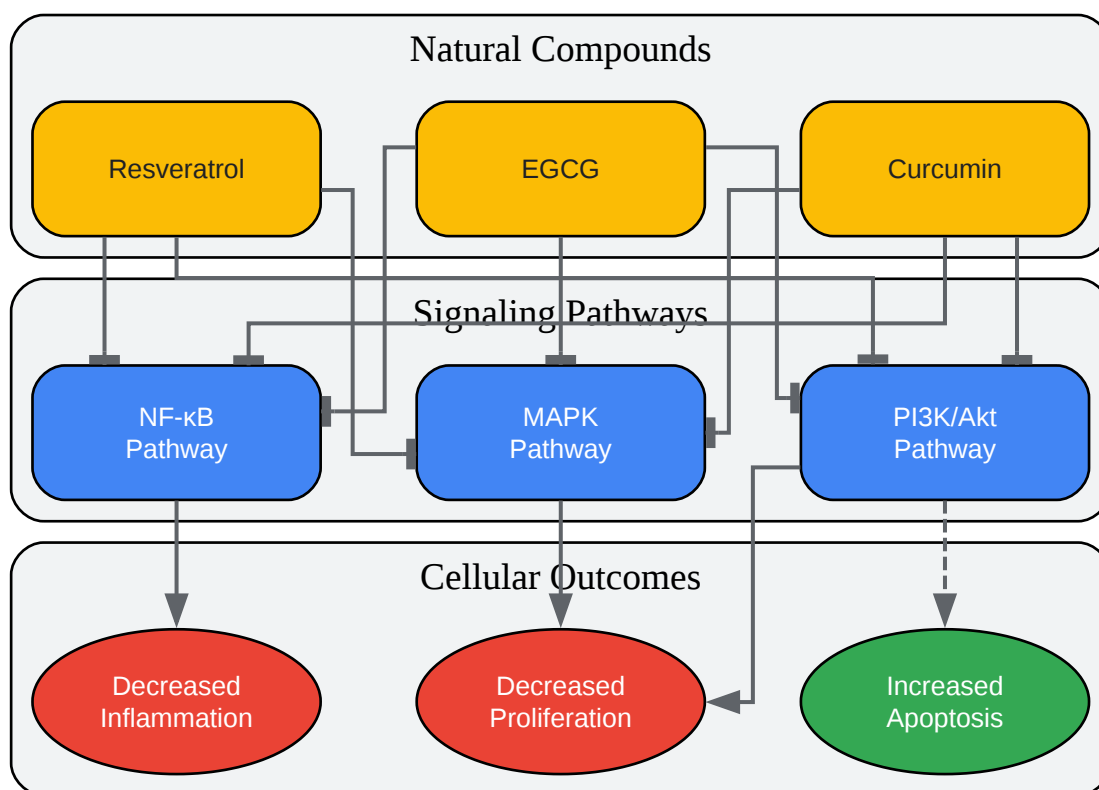 Natural Compounds
Resveratrol
EGCG
Curcumin
Signaling Pathways
NF-κB
Pathway
MAPK
Pathway
PI3K/Akt
Pathway
Cellular Outcomes
Decreased
Inflammation
Decreased
Proliferation
Increased
Apoptosis